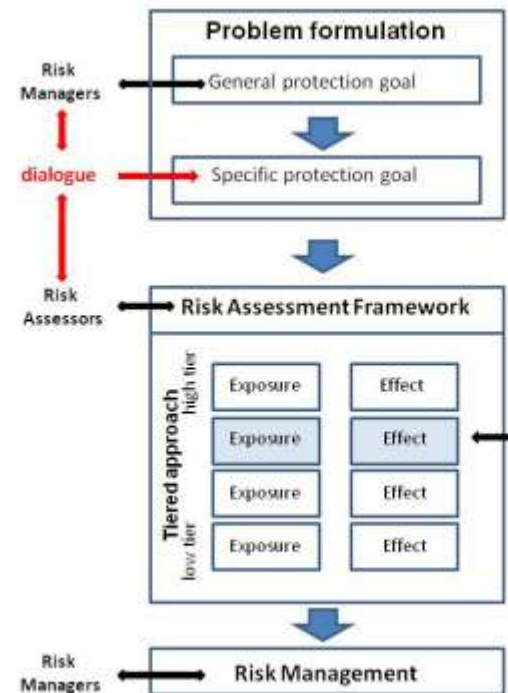 Problem formulation
Risk
Managers
General protection goal
dialogue
Specific protection goal
Risk
Assessors
Risk Assessment Framework
Tiered approach
high tier
low tier
Exposure Effect
Exposure Effect
Exposure Effect
Exposure Effect
Risk
Managers
Risk Management